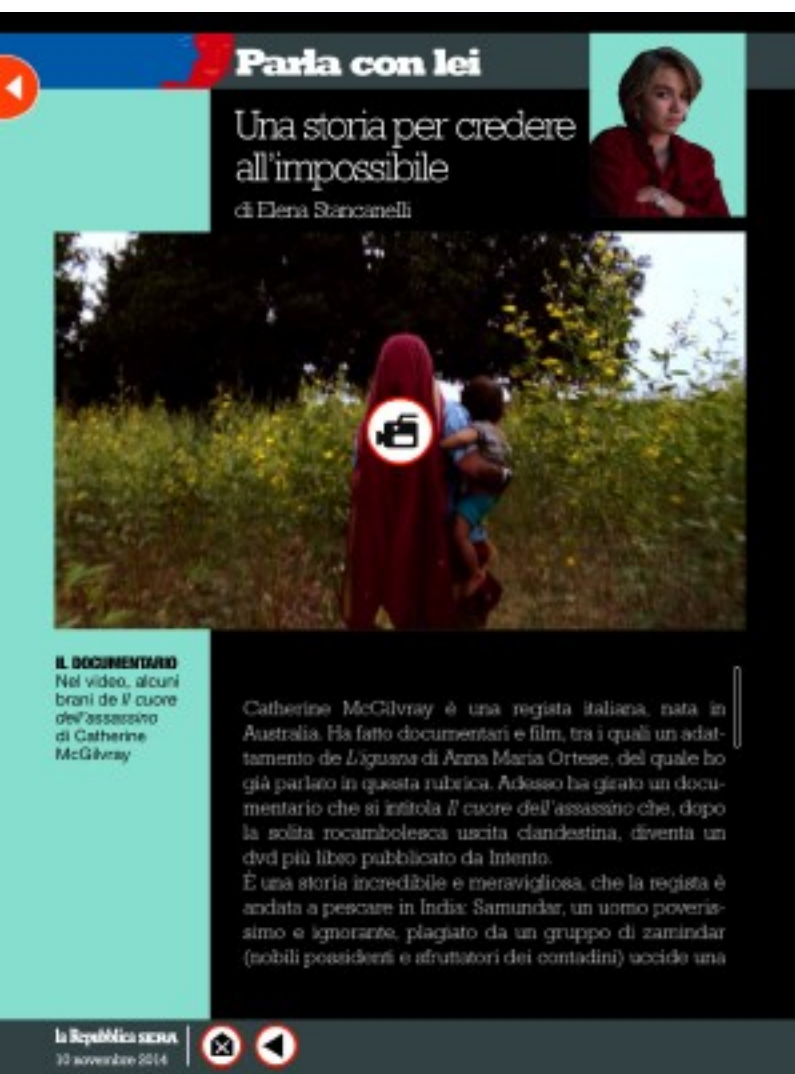 Parla con lei
Una storia per credere
all'impossibile
di Elena Stancanelli
IL DOCUMENTARIO
Nel video, alcuni
brani de Il cuore
dell'assassino
di Catherine
McGilvray
Catherine McGilvray è una regista italiana, nata in
Australia. Ha fatto documentari e film, tra i quali un adat-
tamento de L'iguana di Anna Maria Ortese, del quale ho
già parlato in questa rubrica. Adesso ha girato un docu-
mentario che si intitola Il cuore dell'assassino che, dopo
la solita rocambolesca uscita clandestina, diventa un
dvd più libro pubblicato da Intento.
È una storia incredibile e meravigliosa, che la regista è
andata a pescare in India: Samundar, un uomo poveris-
simo e ignorante, plagiato da un gruppo di zamindar
(nobili possidenti e sfruttatori dei contadini) uccide una
la Repubblica SERA
10 novembre 2014